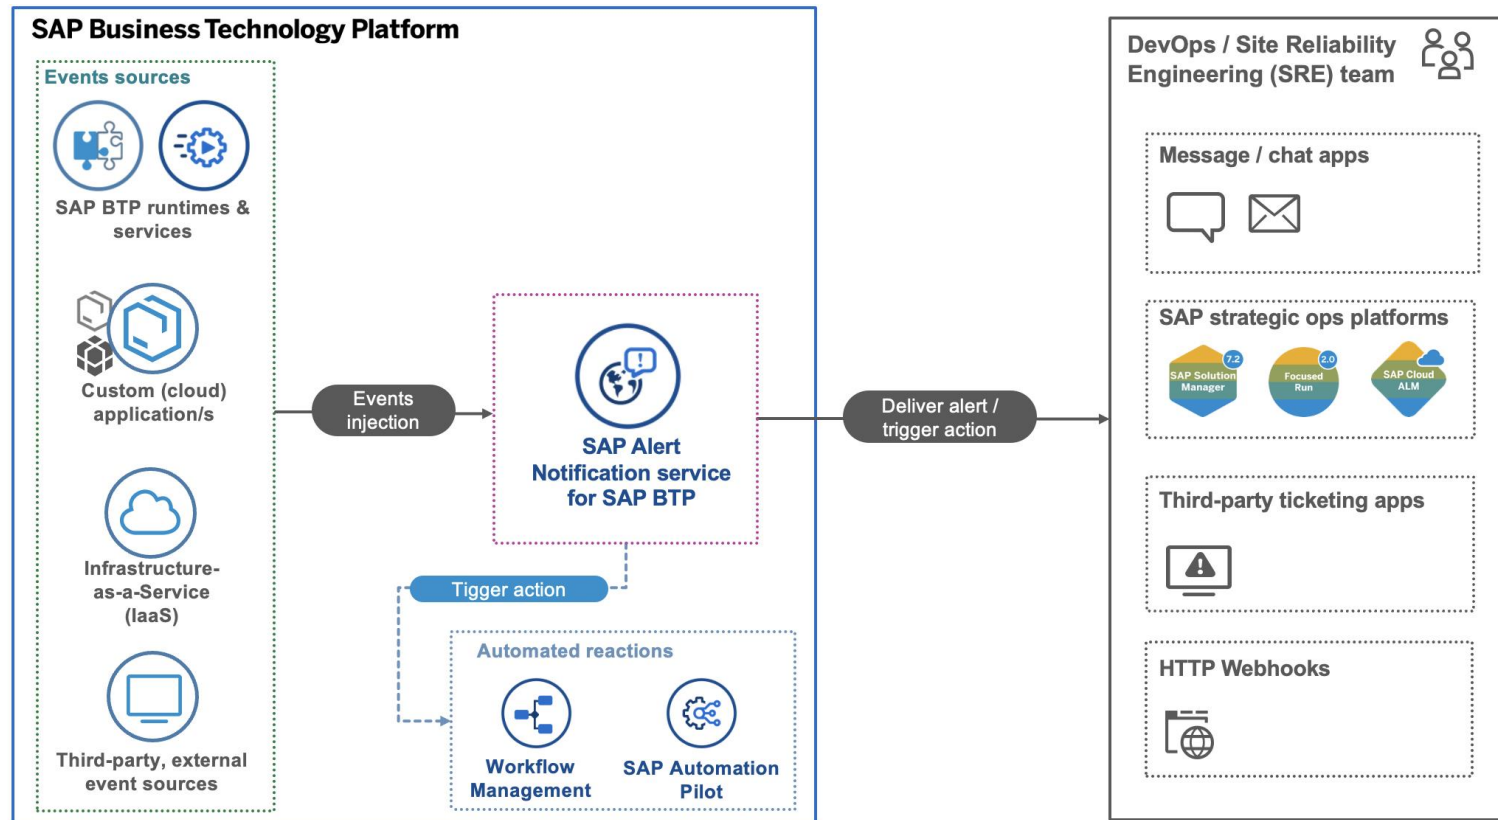 SAP Business Technology Platform
Events sources
SAP BTP runtimes &
services
Custom (cloud)
application/s
Infrastructure-
as-a-Service
(IaaS)
Third-party, external
event sources
Events
injection
SAP Alert
Notification service
for SAP BTP
Tigger action
Automated reactions
Workflow
Management
SAP Automation
Pilot
Deliver alert /
trigger action
DevOps / Site Reliability
Engineering (SRE) team
Message / chat apps
SAP strategic ops platforms
7.2
SAP Solution
Manager
2.0
Focused
Run
SAP Cloud
ALM
Third-party ticketing apps
HTTP Webhooks